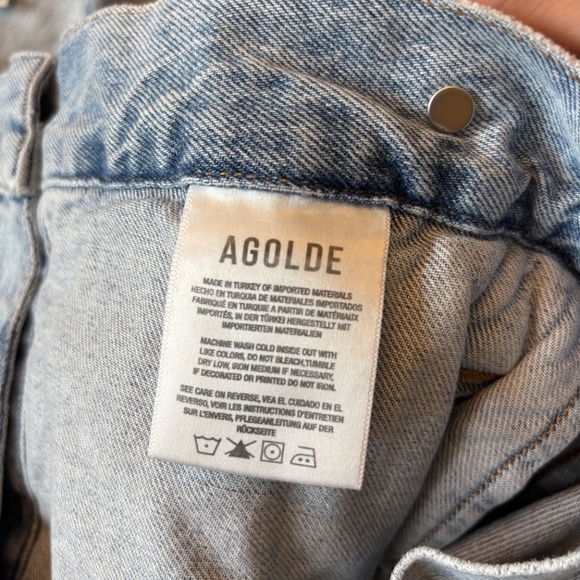 AGOLDE
MADE IN TURKEY OF IMPORTED MATERIALS
HECHO EN TURQUIA DE MATERIALES IMPORTADOS
FABRIQUÉ EN TURQUIE A PARTIR DE MATÉRIAUX
IMPORTÉS, IN DER TÜRKEI HERGESTELLT MIT
IMPORTIERTEN MATERIALIEN
MACHINE WASH COLD INSIDE OUT WITH
LIKE COLORS, DO NOT BLEACH,TUMBLE
DRY LOW, IRON MEDIUM IF NECESSARY,
IF DECORATED OR PRINTED DO NOT IRON.
SEE CARE ON REVERSE, VEA EL CUIDADO EN EL
REVERSO, VOIR LES INSTRUCTIONS D'ENTRETIEN
SUR L'ENVERS, PFLEGEANLEITUNG AUF DER
RÜCKSEITE